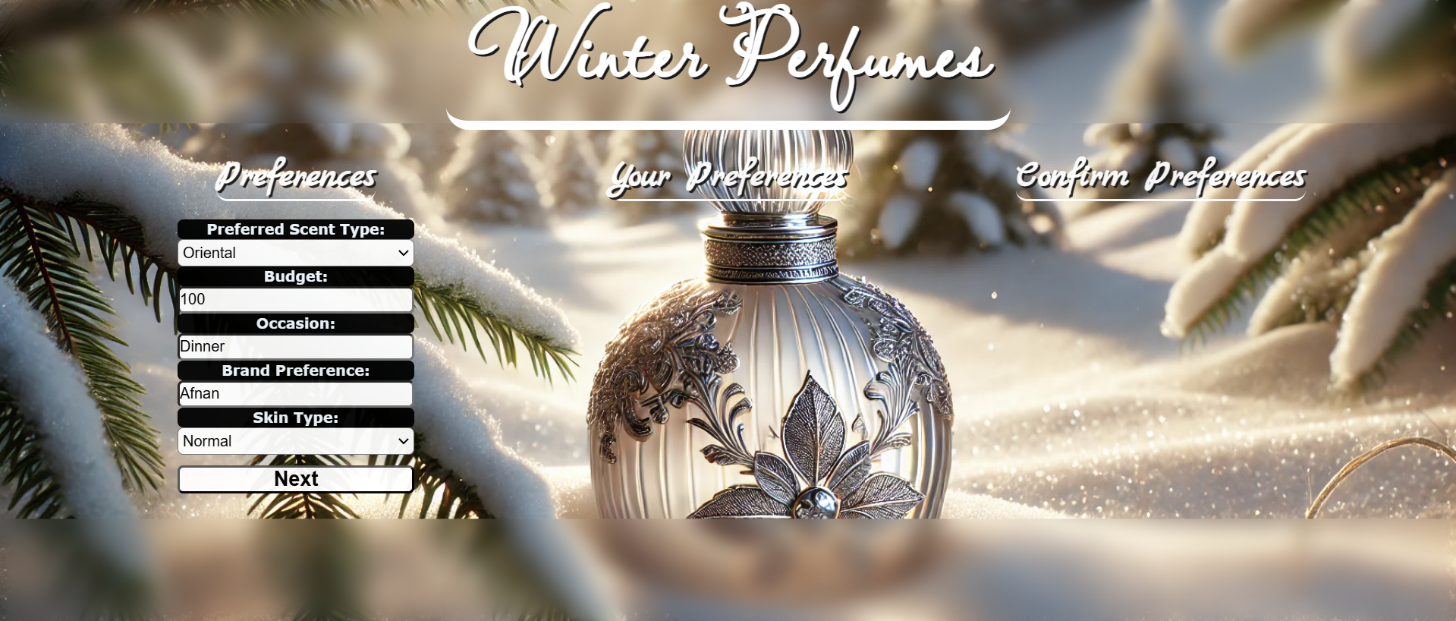 Winter Perfumes
Preferences
Your Preferences
Confirm Preferences
Preferred Scent Type:
Oriental
Budget:
100
Occasion:
Dinner
Brand Preference:
Afnan
Skin Type:
Normal
Next